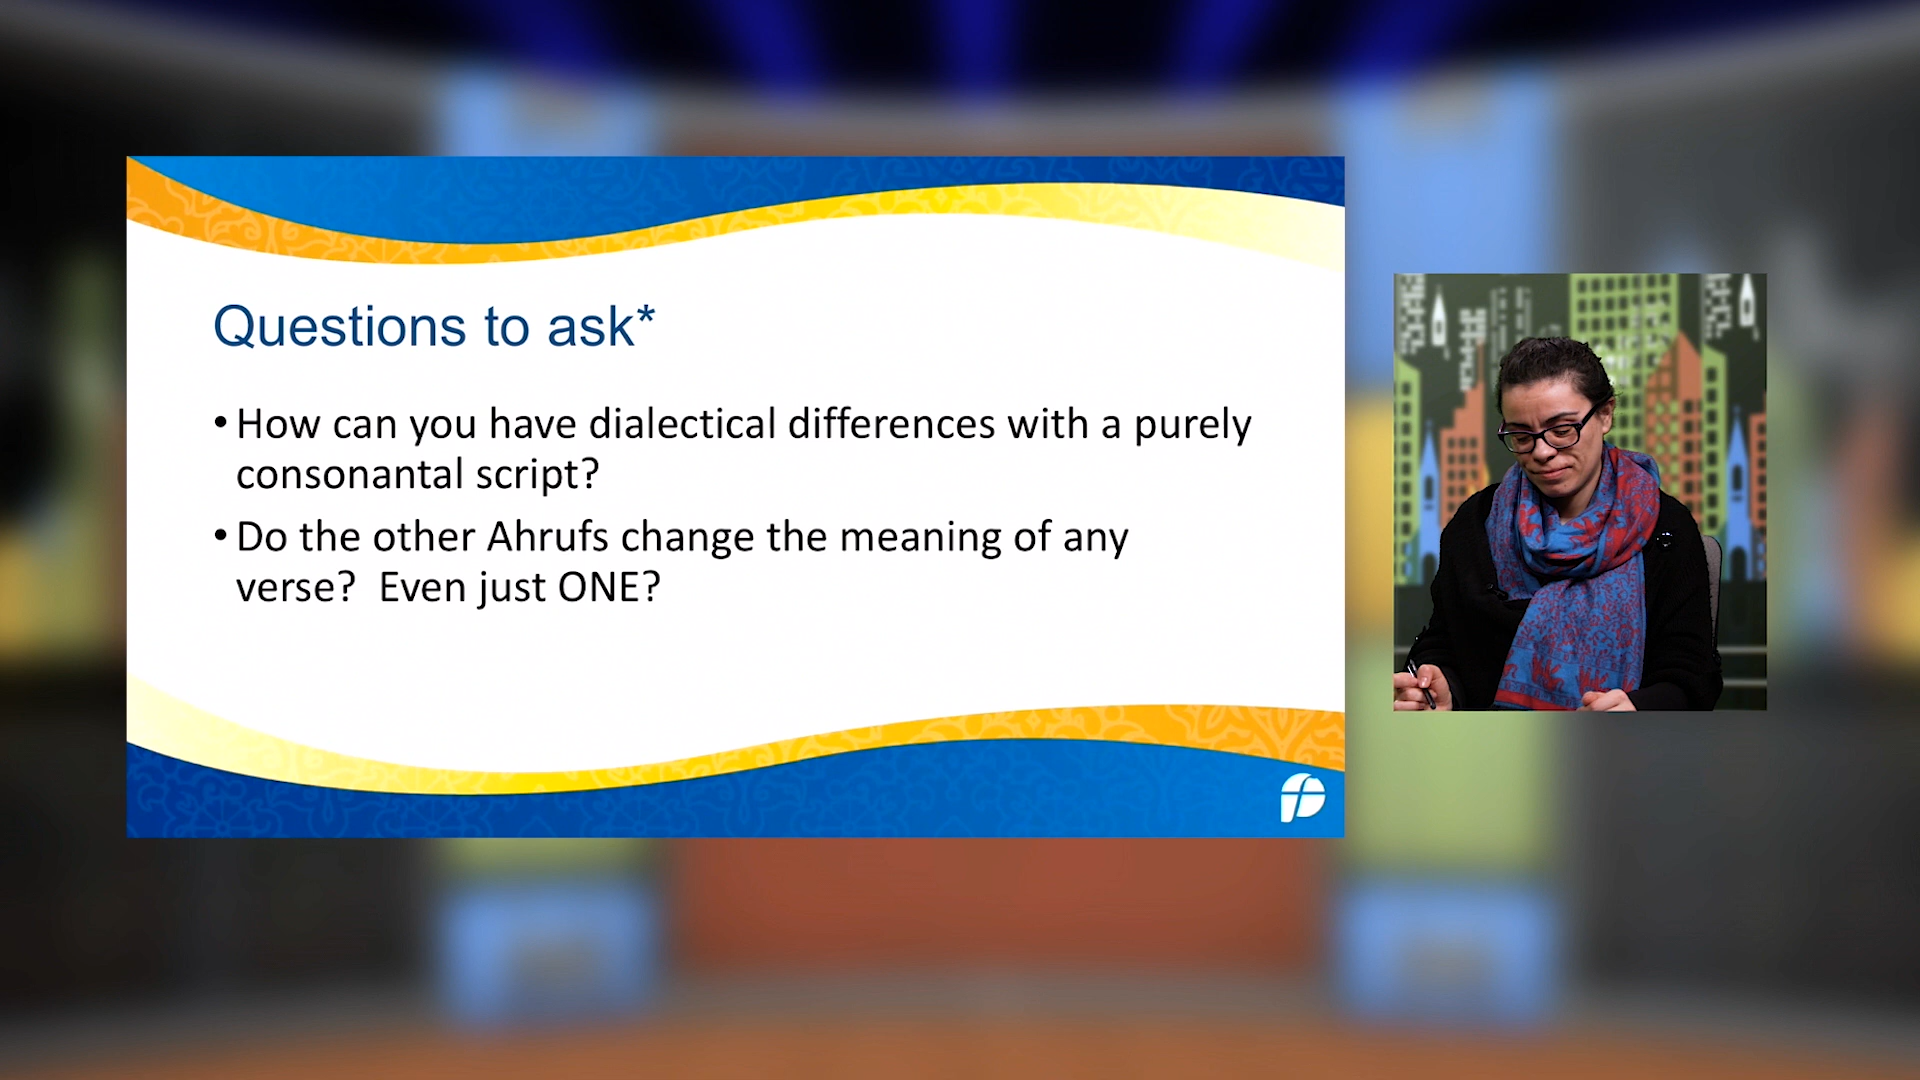 Questions to ask*
• How can you have dialectical differences with a purely
consonantal script?
• Do the other Ahrufs change the meaning of any
verse?  Even just ONE?